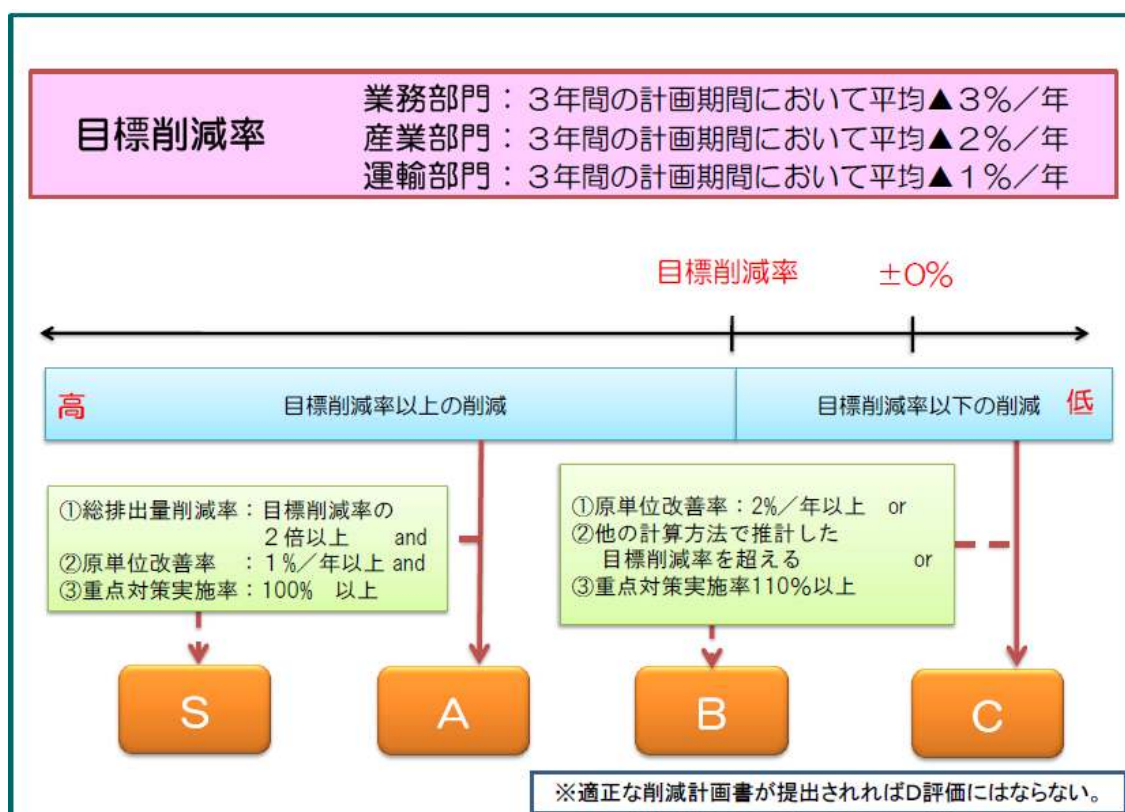 目標削減率
業務部門：３年間の計画期間において平均▲３％／年
産業部門：３年間の計画期間において平均▲２％／年
運輸部門：３年間の計画期間において平均▲１％／年
目標削減率 ±0%
高 目標削減率以上の削減 目標削減率以下の削減 低
①総排出量削減率：目標削減率の
２倍以上 and
②原単位改善率 ：１％／年以上 and
③重点対策実施率：100% 以上
①原単位改善率：2%／年以上 or
②他の計算方法で推計した
目標削減率を超える or
③重点対策実施率110%以上
S A B C
※適正な削減計画書が提出されればD評価にはならない。